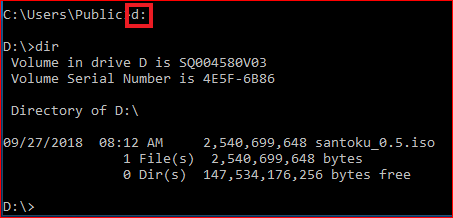 C:\Users\Public>d:
D:\>dir
Volume in drive D is SQ004580V03
Volume Serial Number is 4E5F-6B86
Directory of D:\
09/27/2018  08:12 AM     2,540,699,648 santoku_0.5.iso
1 File(s)  2,540,699,648 bytes
0 Dir(s)  147,534,176,256 bytes free
D:\>